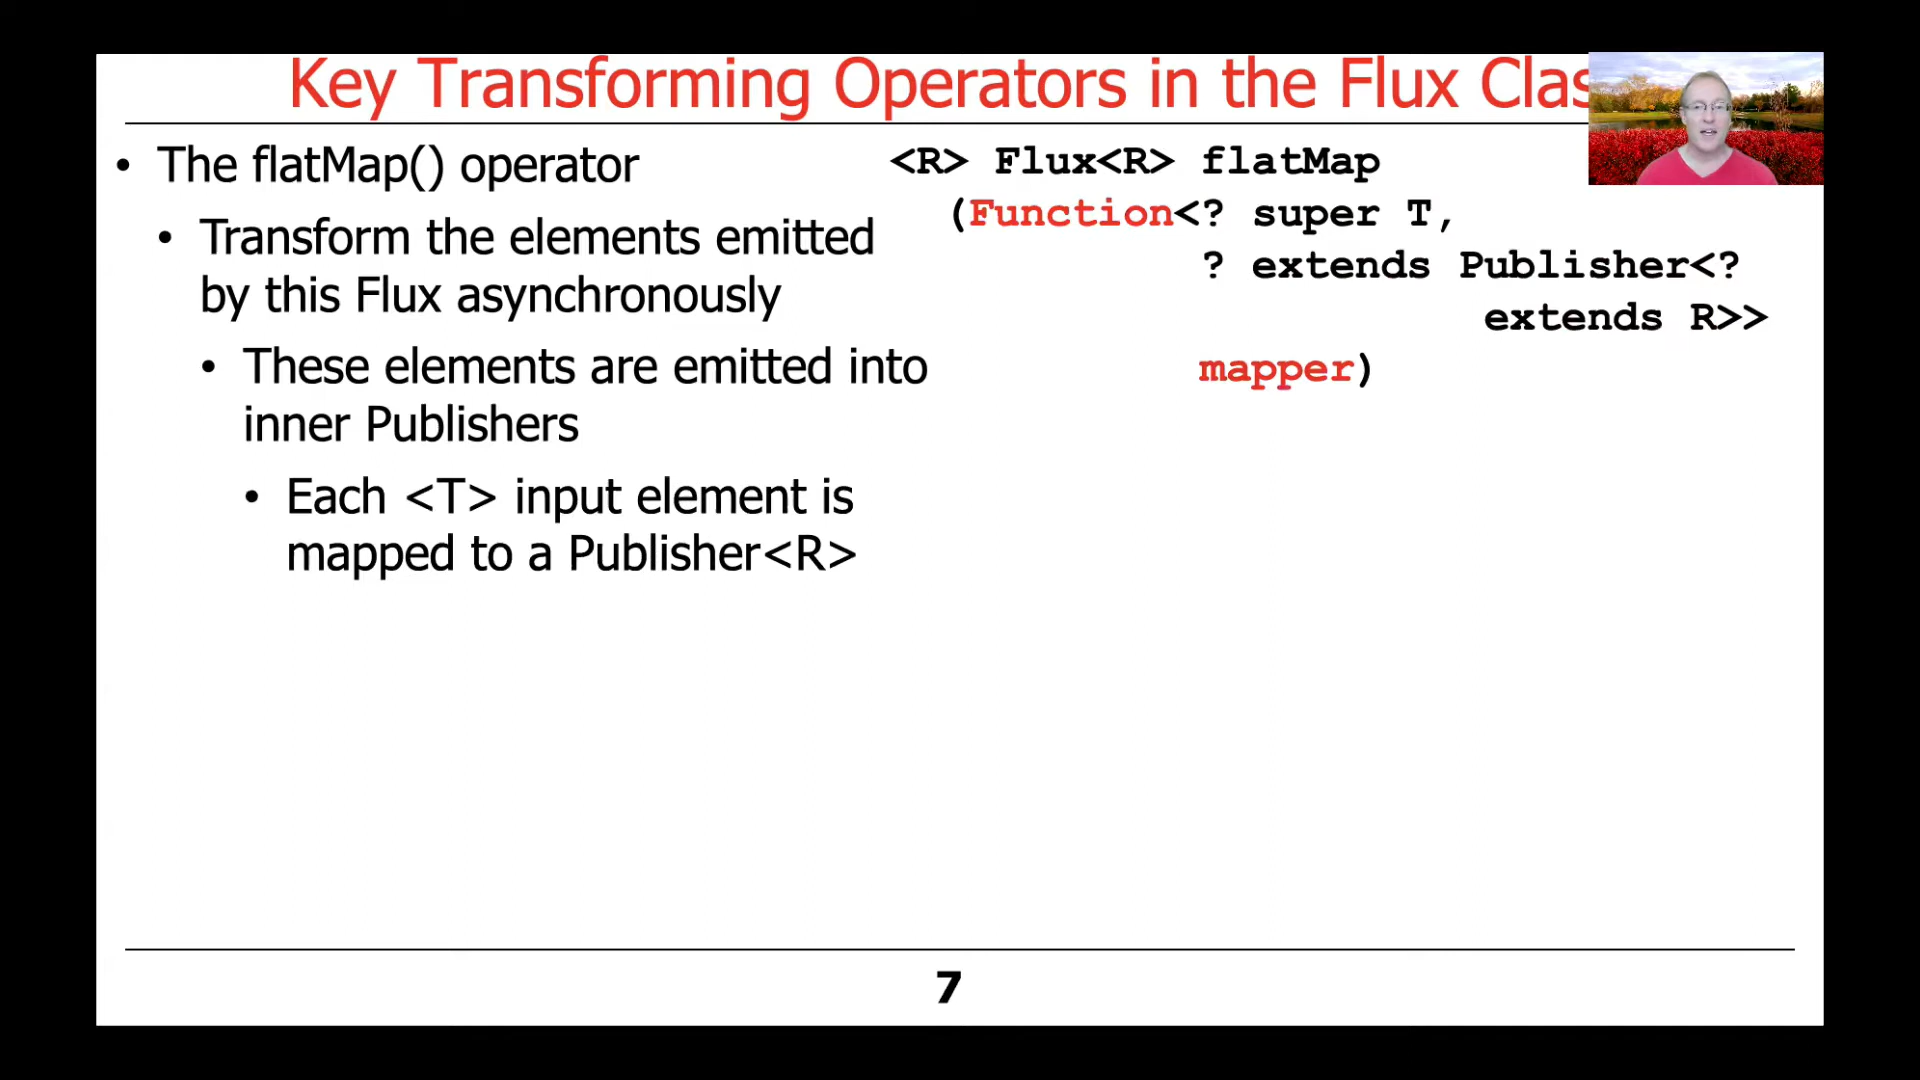 Key Transforming Operators in the Flux Clas
• The flatMap() operator
• Transform the elements emitted
by this Flux asynchronously
• These elements are emitted into
inner Publishers
• Each <T> input element is
mapped to a Publisher<R>
<R> Flux<R> flatMap
(Function<? super T,
? extends Publisher<?
extends R>>
mapper)
7